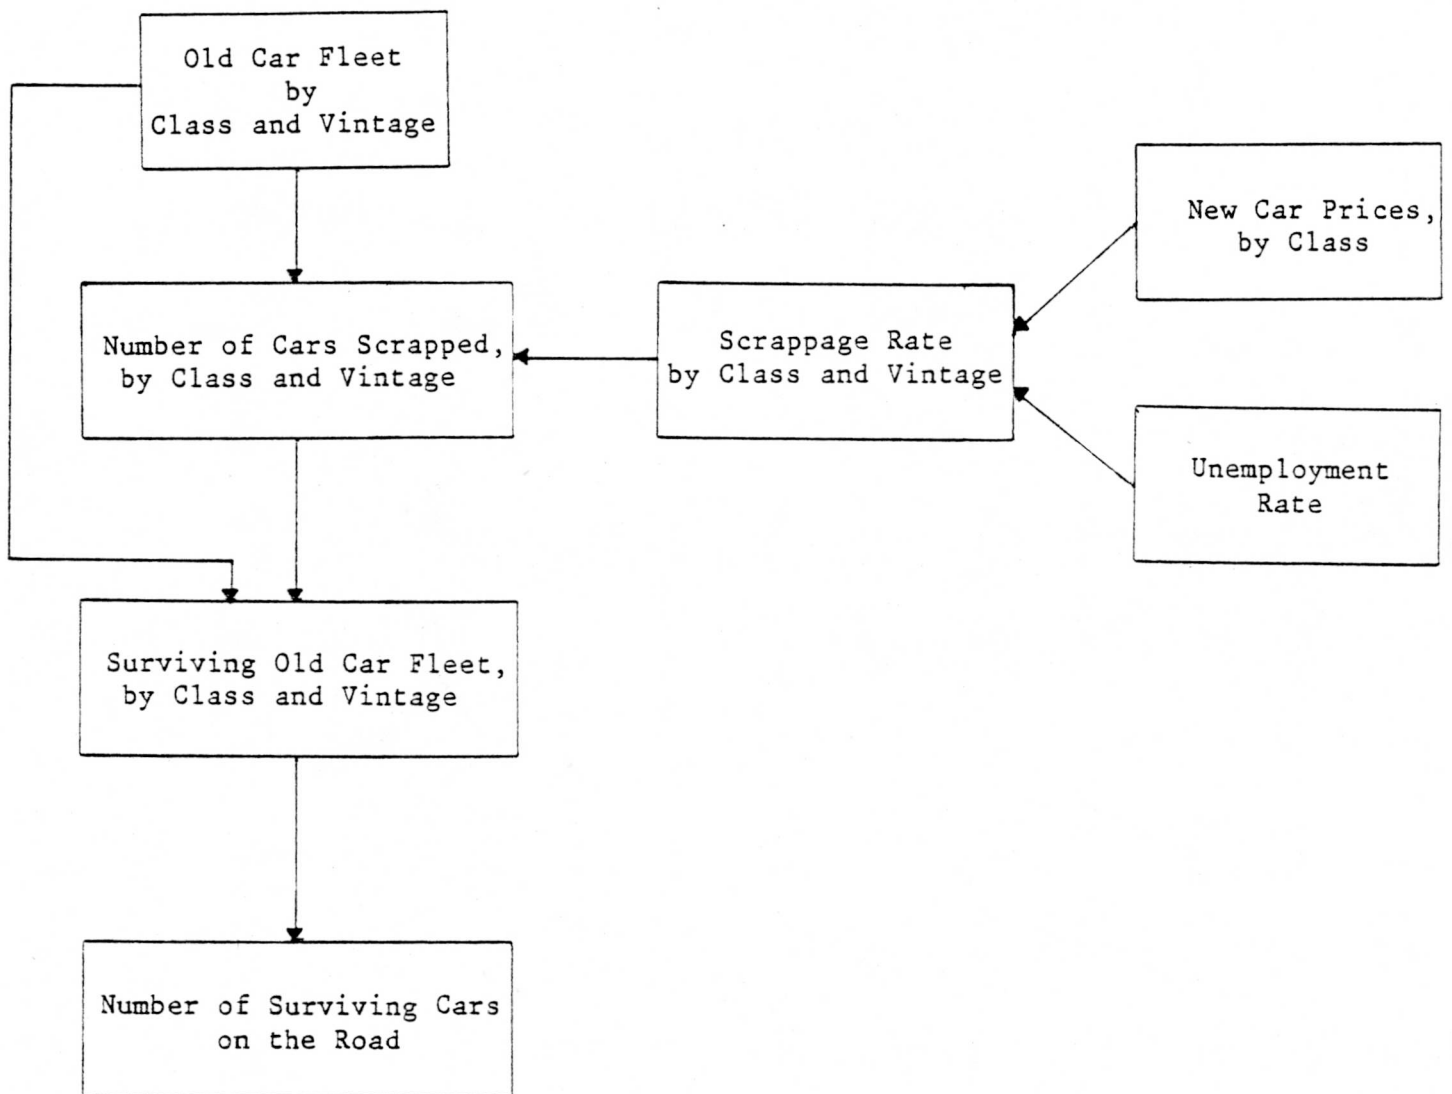 Old Car Fleet
by
Class and Vintage
New Car Prices,
by Class
Number of Cars Scrapped,
by Class and Vintage
Scrappage Rate
by Class and Vintage
Unemployment
Rate
Surviving Old Car Fleet,
by Class and Vintage
Number of Surviving Cars
on the Road